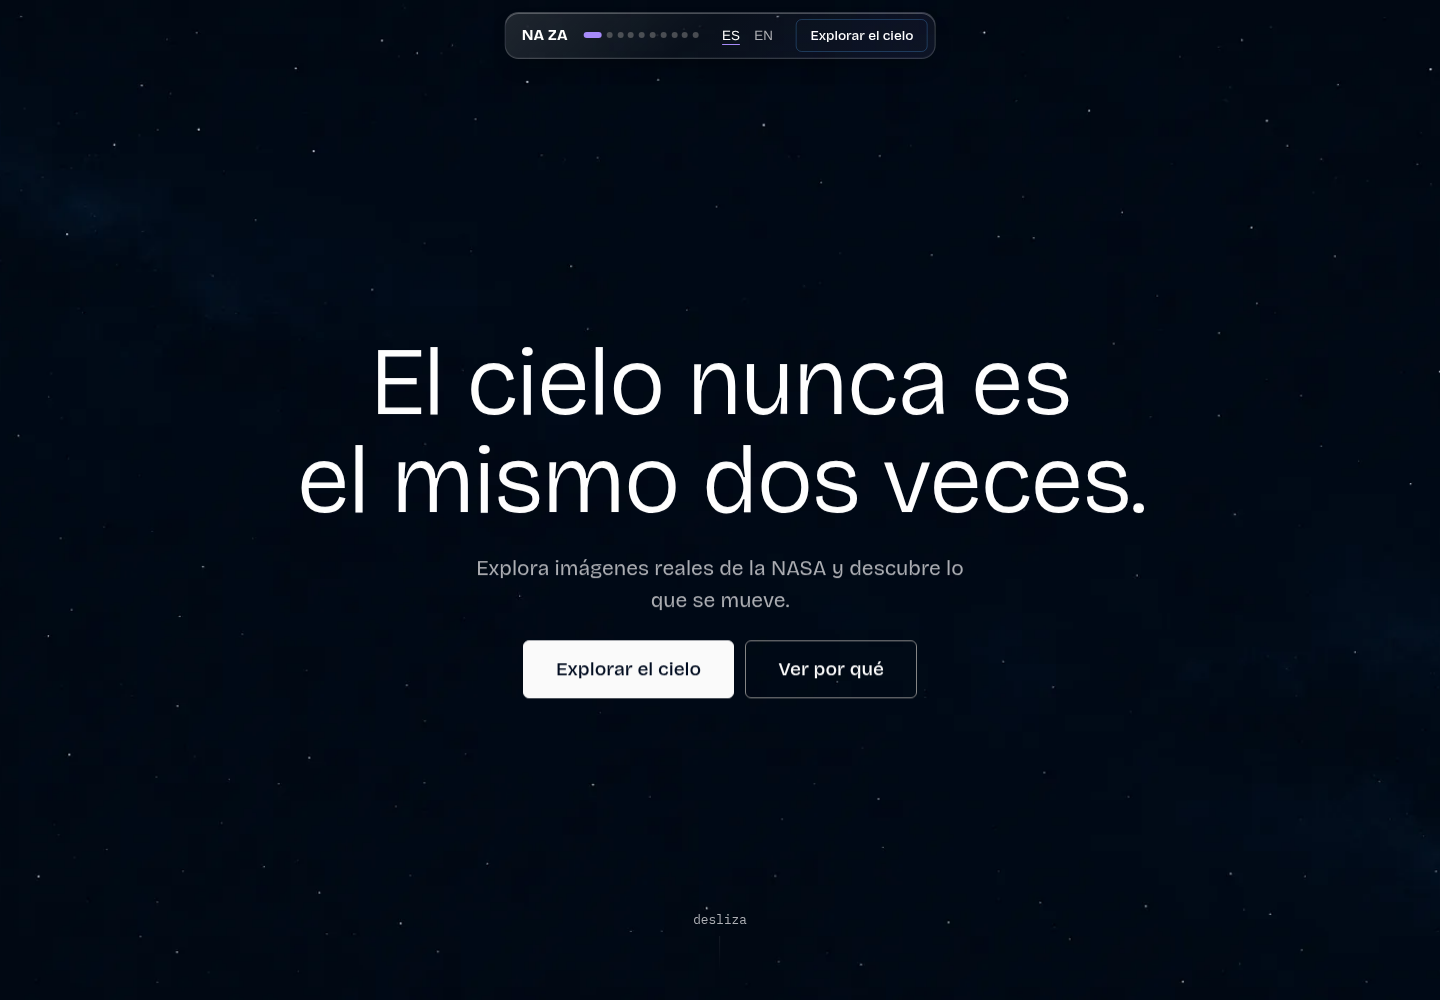 NA ZA
ES EN
Explorar el cielo
El cielo nunca es
el mismo dos veces.
Explora imágenes reales de la NASA y descubre lo
que se mueve.
Explorar el cielo
Ver por qué
desliza